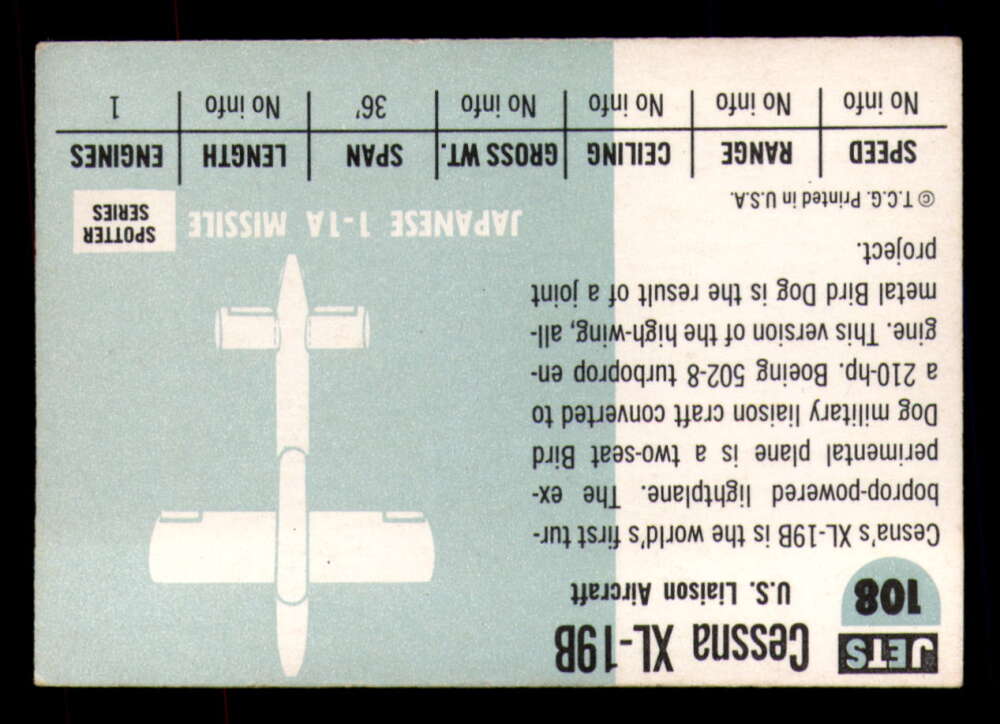 JETS
108
Cessna XL-19B
U.S. Liaison Aircraft
Cesna's XL-19B is the world's first tur-
boprop-powered lightplane. The ex-
perimental plane is a two-seat Bird
Dog military liaison craft converted to
a 210-hp. Boeing 502-8 turboprop en-
gine. This version of the high-wing, all-
metal Bird Dog is the result of a joint
project.
© T.C.G. Printed in U.S.A.
JAPANESE 1-1A MISSILE
SPOTTER
SERIES
SPEED RANGE CEILING GROSS WT. SPAN LENGTH ENGINES
No info No info No info No info 36' No info 1